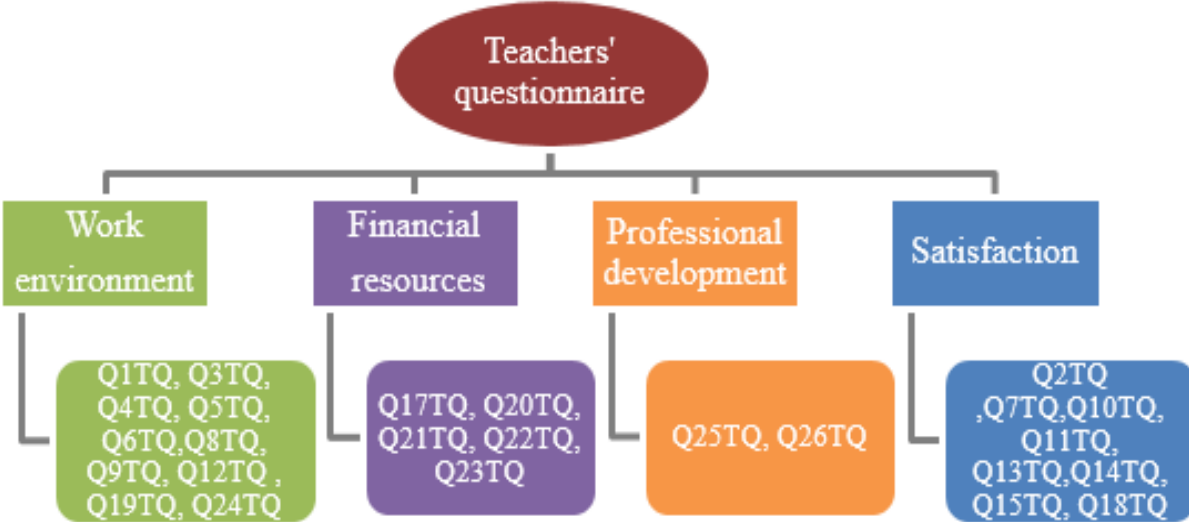 Teachers'
questionnaire
Work
environment
Financial
resources
Professional
development
Satisfaction
Q1TQ, Q3TQ,
Q4TQ, Q5TQ,
Q6TQ,Q8TQ,
Q9TQ, Q12TQ ,
Q19TQ, Q24TQ
Q17TQ, Q20TQ,
Q21TQ, Q22TQ,
Q23TQ
Q25TQ, Q26TQ
Q2TQ
,Q7TQ,Q10TQ,
Q11TQ,
Q13TQ,Q14TQ,
Q15TQ, Q18TQ